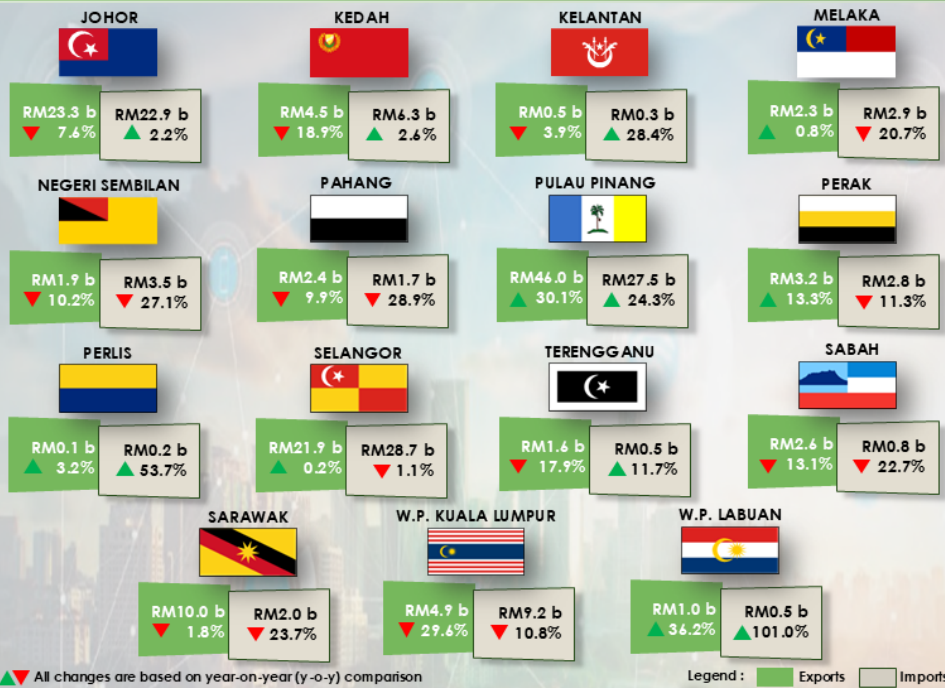 JOHOR
RM23.3 b
7.6%
RM22.9 b
2.2%
KEDAH
RM4.5 b
18.9%
RM6.3 b
2.6%
KELANTAN
RM0.5 b
3.9%
RM0.3 b
28.4%
MELAKA
RM2.3 b
0.8%
RM2.9 b
20.7%
NEGERI SEMBILAN
RM1.9 b
10.2%
RM3.5 b
27.1%
PAHANG
RM2.4 b
9.9%
RM1.7 b
28.9%
PULAU PINANG
RM46.0 b
30.1%
RM27.5 b
24.3%
PERAK
RM3.2 b
13.3%
RM2.8 b
11.3%
PERLIS
RM0.1 b
3.2%
RM0.2 b
53.7%
SELANGOR
RM21.9 b
0.2%
RM28.7 b
1.1%
TERENGGANU
RM1.6 b
17.9%
RM0.5 b
11.7%
SABAH
RM2.6 b
13.1%
RM0.8 b
22.7%
SARAWAK
RM10.0 b
1.8%
RM2.0 b
23.7%
W.P. KUALA LUMPUR
RM4.9 b
29.6%
RM9.2 b
10.8%
W.P. LABUAN
RM1.0 b
36.2%
RM0.5 b
101.0%
All changes are based on year-on-year (y-o-y) comparison
Legend : Exports Imports